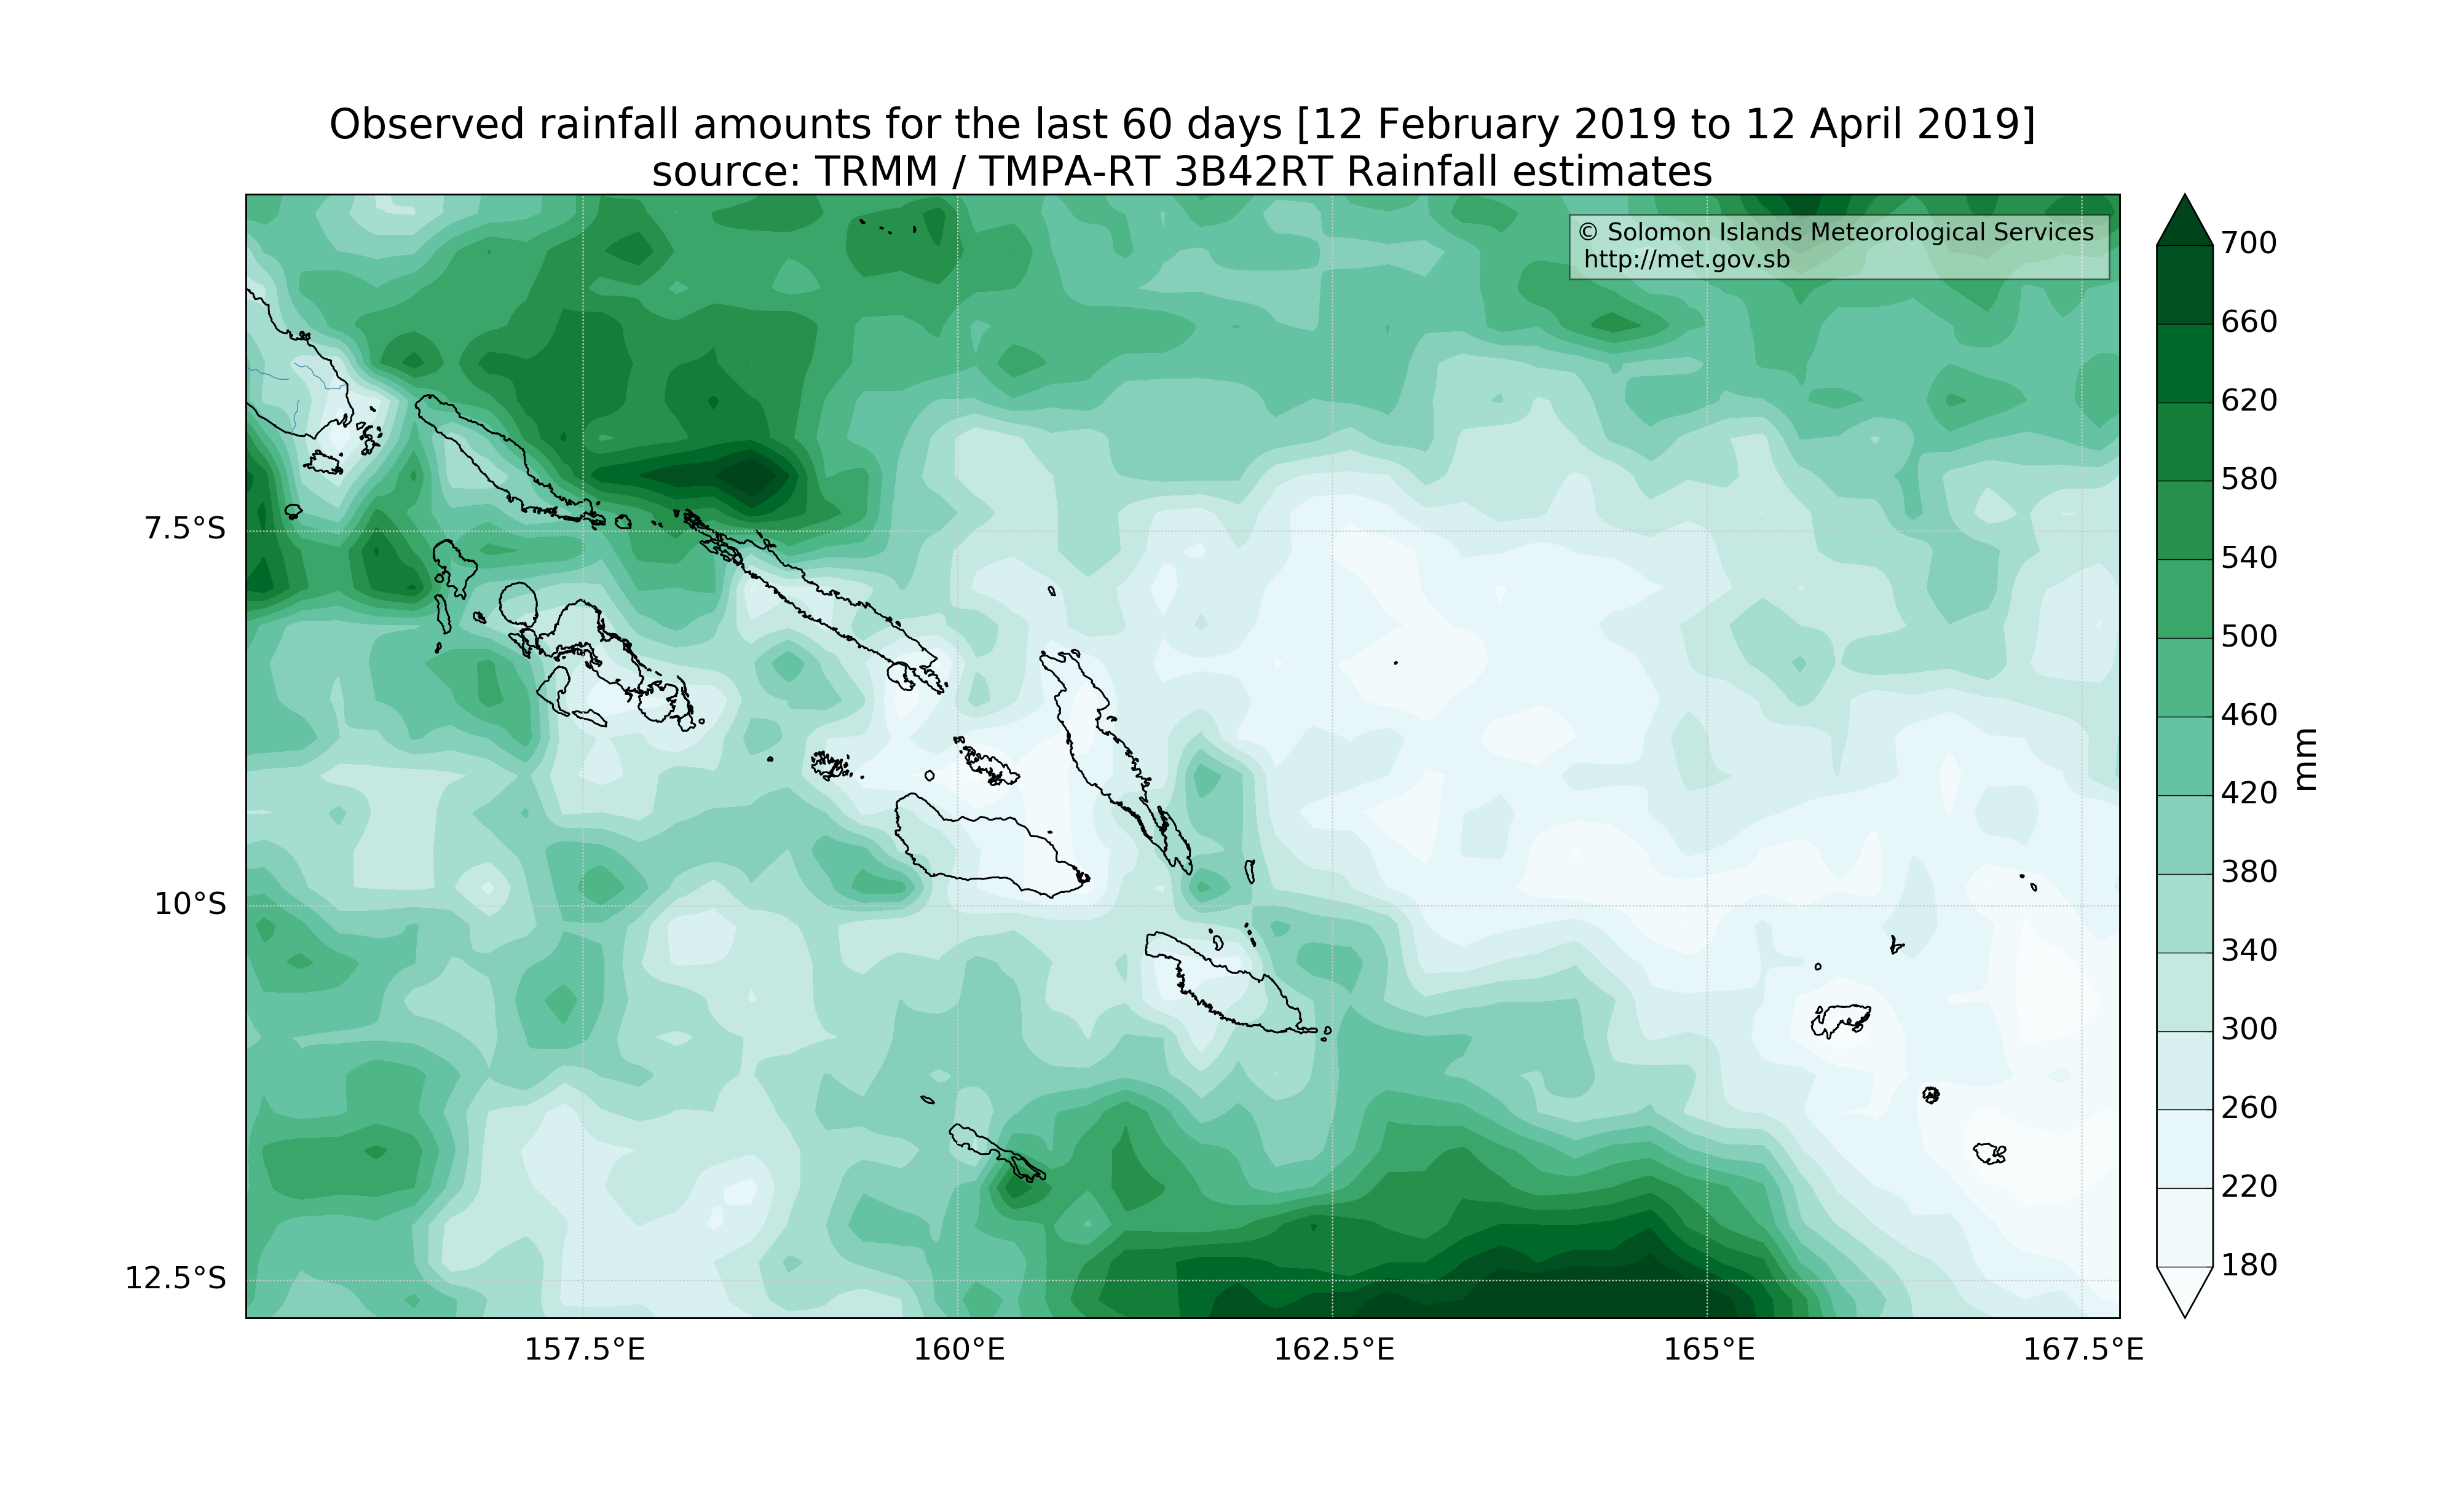 Observed rainfall amounts for the last 60 days [12 February 2019 to 12 April 2019]
source: TRMM / TMPA-RT 3B42RT Rainfall estimates
© Solomon Islands Meteorological Services
http://met.gov.sb
7.5°S
10°S
12.5°S
157.5°E
160°E
162.5°E
165°E
167.5°E
700
660
620
580
540
500
460
420
380
340
300
260
220
180
mm